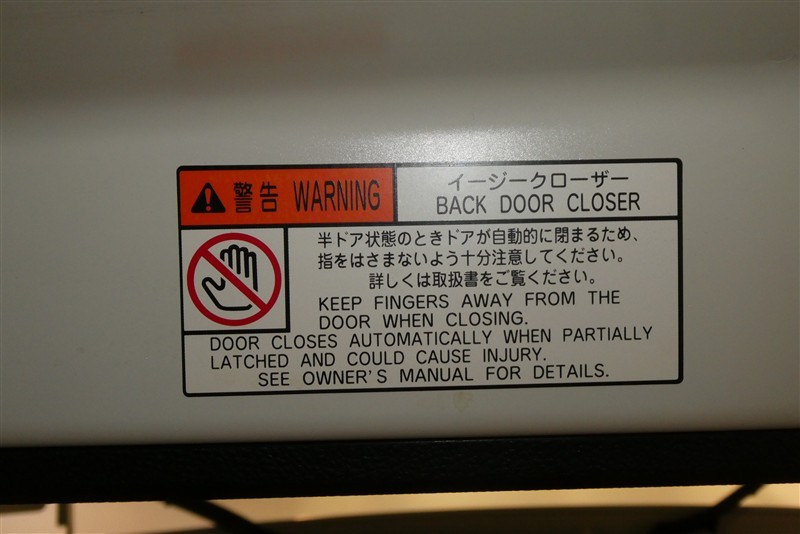 警告 WARNING
イージークローザー
BACK DOOR CLOSER
半ドア状態のときドアが自動的に閉まるため、
指をはさまないよう十分注意してください。
詳しくは取扱書をご覧ください。
KEEP FINGERS AWAY FROM THE
DOOR WHEN CLOSING.
DOOR CLOSES AUTOMATICALLY WHEN PARTIALLY
LATCHED AND COULD CAUSE INJURY.
SEE OWNER'S MANUAL FOR DETAILS.